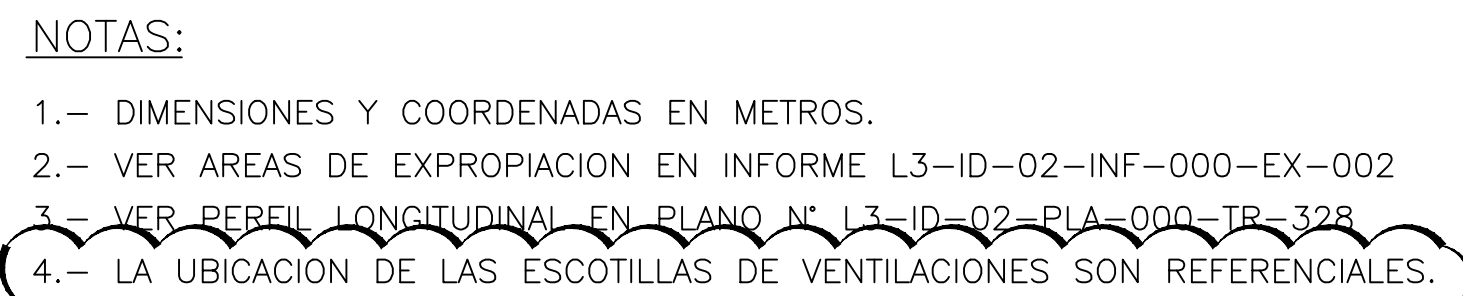 NOTAS:
1.— DIMENSIONES Y COORDENADAS EN METROS.
2.— VER AREAS DE EXPROPIACION EN INFORME L3—ID—02—INF—000—EX—002
3.— VER PERFIL LONGITUDINAL EN PLANO N° L3—ID—02—PLA—000—TR—328
4.— LA UBICACION DE LAS ESCOTILLAS DE VENTILACIONES SON REFERENCIALES.